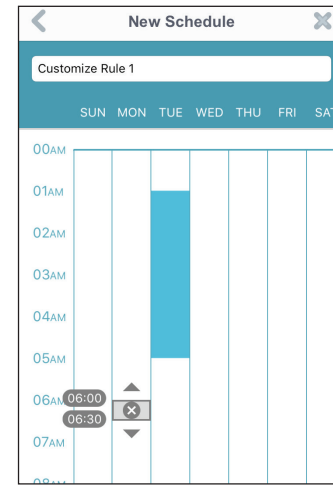 New Schedule
Customize Rule 1
SUN MON TUE WED THU FRI SAT
00AM
01AM
02AM
03AM
04AM
05AM
06AM 06:00
06:30
07AM
08AM